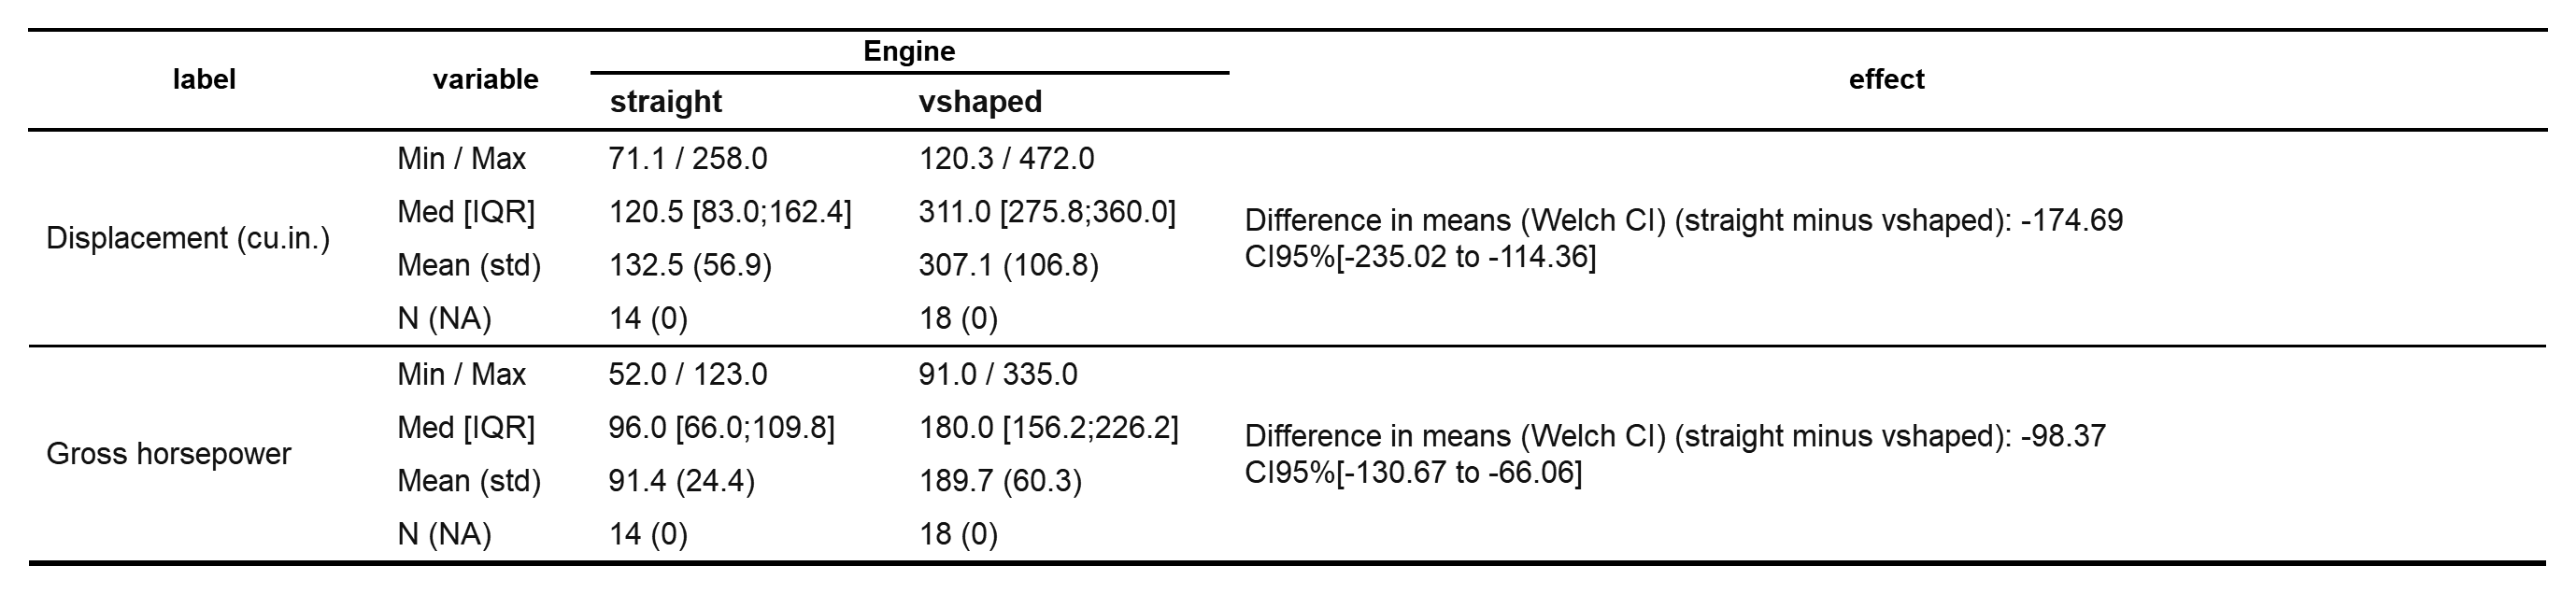 label variable Engine effect
straight vshaped
Displacement (cu.in.) Min / Max 71.1 / 258.0 120.3 / 472.0 Difference in means (Welch CI) (straight minus vshaped): -174.69
CI95%[-235.02 to -114.36]
Med [IQR] 120.5 [83.0;162.4] 311.0 [275.8;360.0]
Mean (std) 132.5 (56.9) 307.1 (106.8)
N (NA) 14 (0) 18 (0)
Gross horsepower Min / Max 52.0 / 123.0 91.0 / 335.0 Difference in means (Welch CI) (straight minus vshaped): -98.37
CI95%[-130.67 to -66.06]
Med [IQR] 96.0 [66.0;109.8] 180.0 [156.2;226.2]
Mean (std) 91.4 (24.4) 189.7 (60.3)
N (NA) 14 (0) 18 (0)